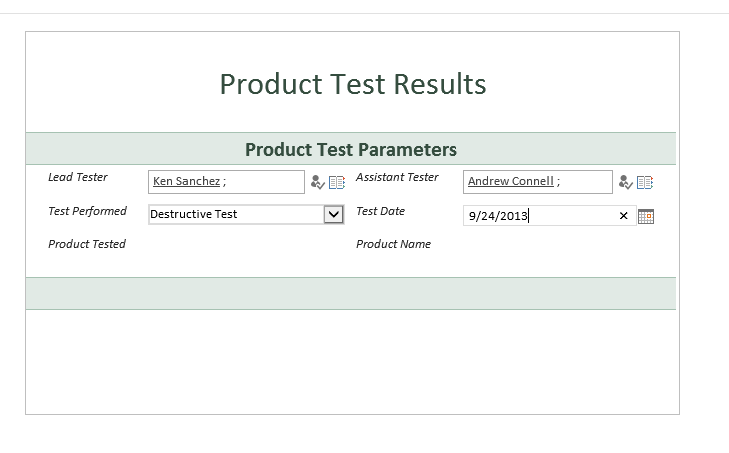 Product Test Results
Product Test Parameters
Lead Tester Ken Sanchez ; Assistant Tester Andrew Connell ;
Test Performed Destructive Test Test Date 9/24/2013
Product Tested Product Name